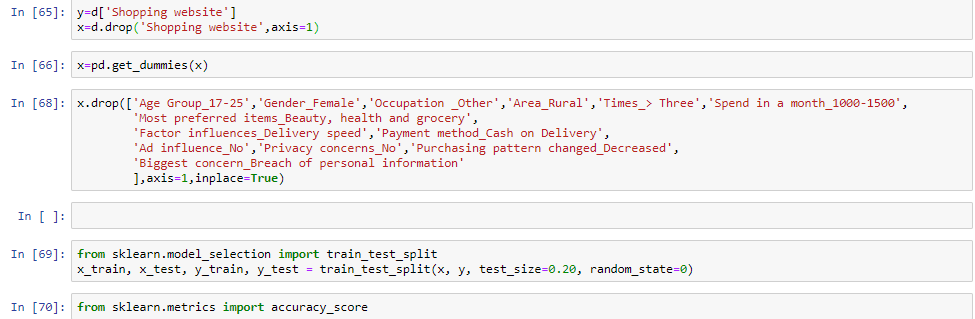 In [65]: y=d['Shopping website']
x=d.drop('Shopping website',axis=1)
In [66]: x=pd.get_dummies(x)
In [68]: x.drop(['Age Group_17-25','Gender_Female','Occupation _Other','Area_Rural','Times_> Three','Spend in a month_1000-1500',
'Most preferred items_Beauty, health and grocery',
'Factor influences_Delivery speed','Payment method_Cash on Delivery',
'Ad influence_No','Privacy concerns_No','Purchasing pattern changed_Decreased',
'Biggest concern_Breach of personal information'
],axis=1,inplace=True)
In [ ]:
In [69]: from sklearn.model_selection import train_test_split
x_train, x_test, y_train, y_test = train_test_split(x, y, test_size=0.20, random_state=0)
In [70]: from sklearn.metrics import accuracy_score